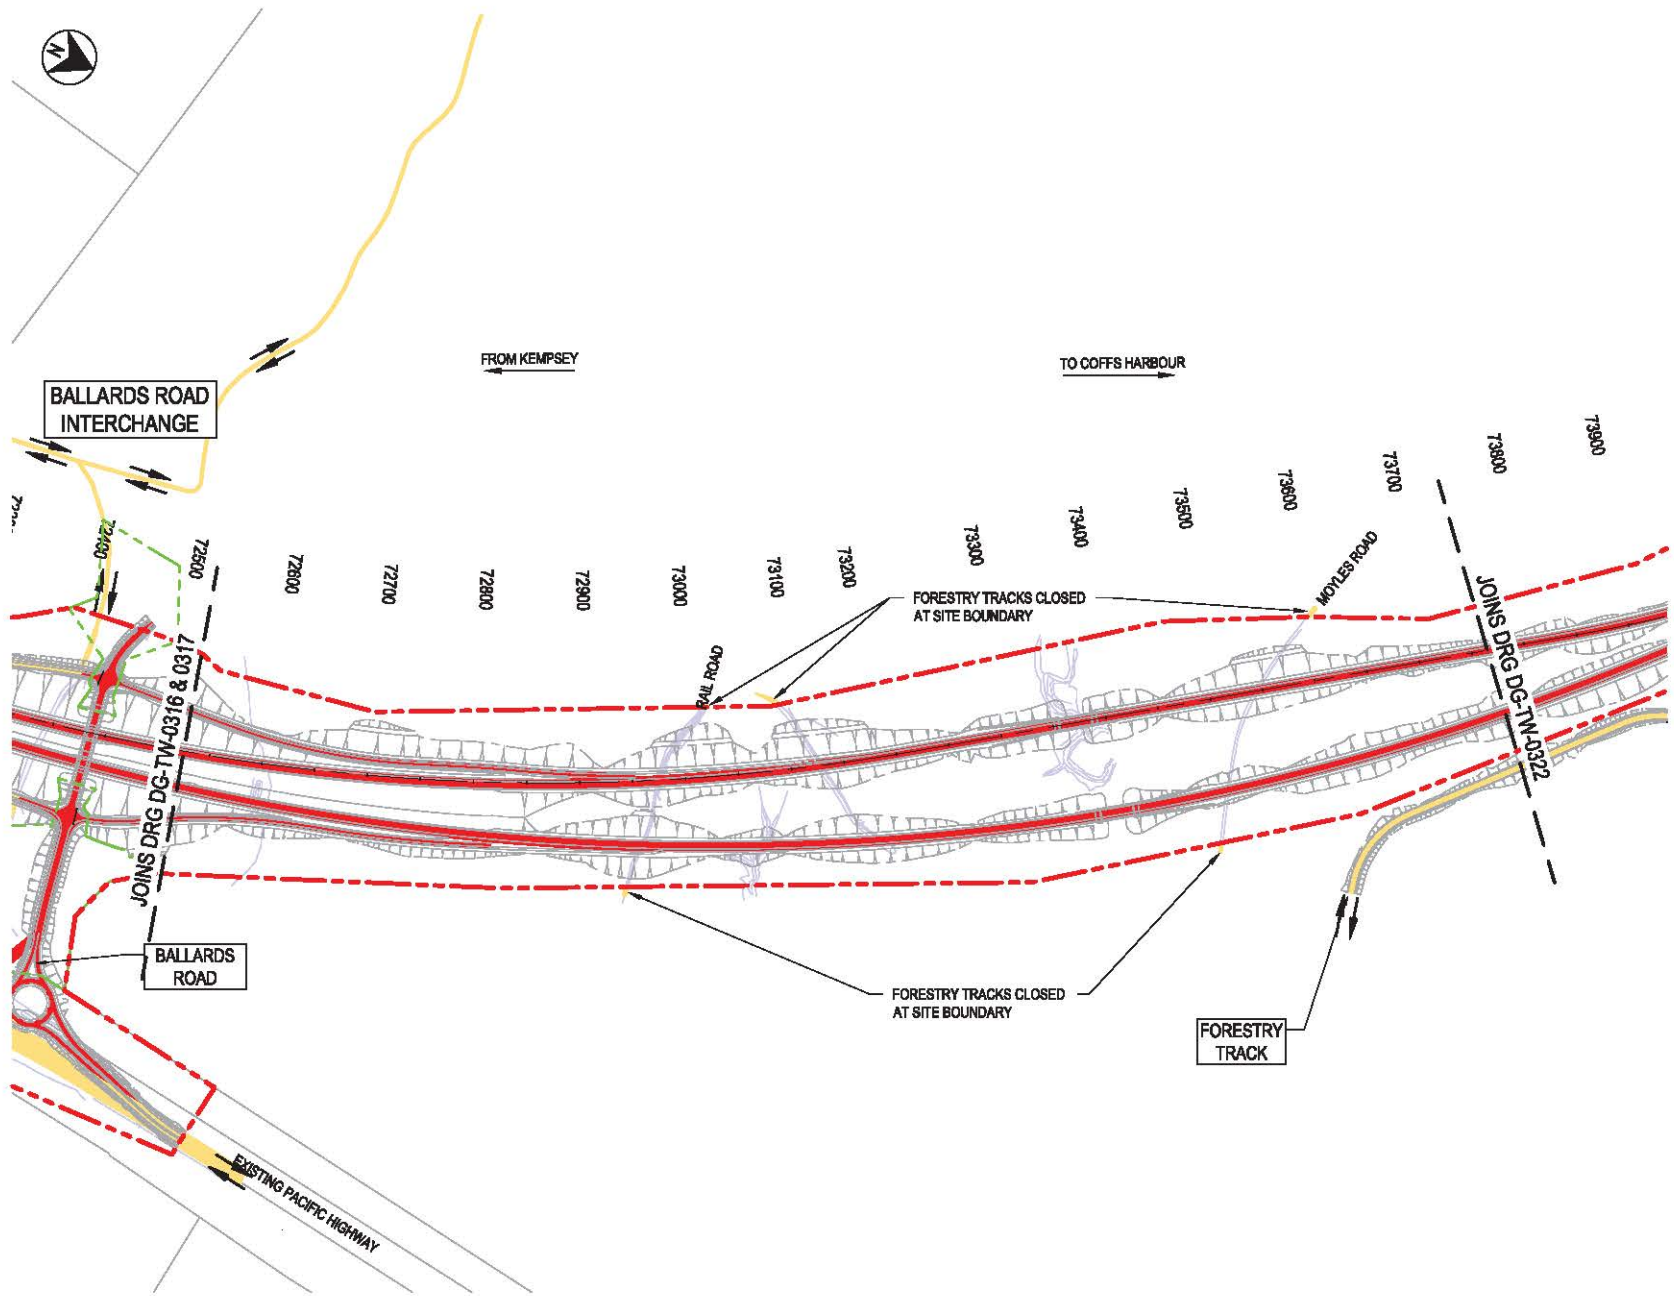 N
FROM KEMPSEY
TO COFFS HARBOUR
BALLARDS ROAD
INTERCHANGE
72400
72500
72600
72700
72800
72900
73000
73100
73200
73300
73400
73500
73600
73700
73800
73900
MOYLES ROAD
FORESTRY TRACKS CLOSED
AT SITE BOUNDARY
RAIL ROAD
JOINS DRG DG-TW-0316 & 0317
JOINS DRG DG-TW-0322
BALLARDS
ROAD
FORESTRY TRACKS CLOSED
AT SITE BOUNDARY
FORESTRY
TRACK
EXISTING PACIFIC HIGHWAY